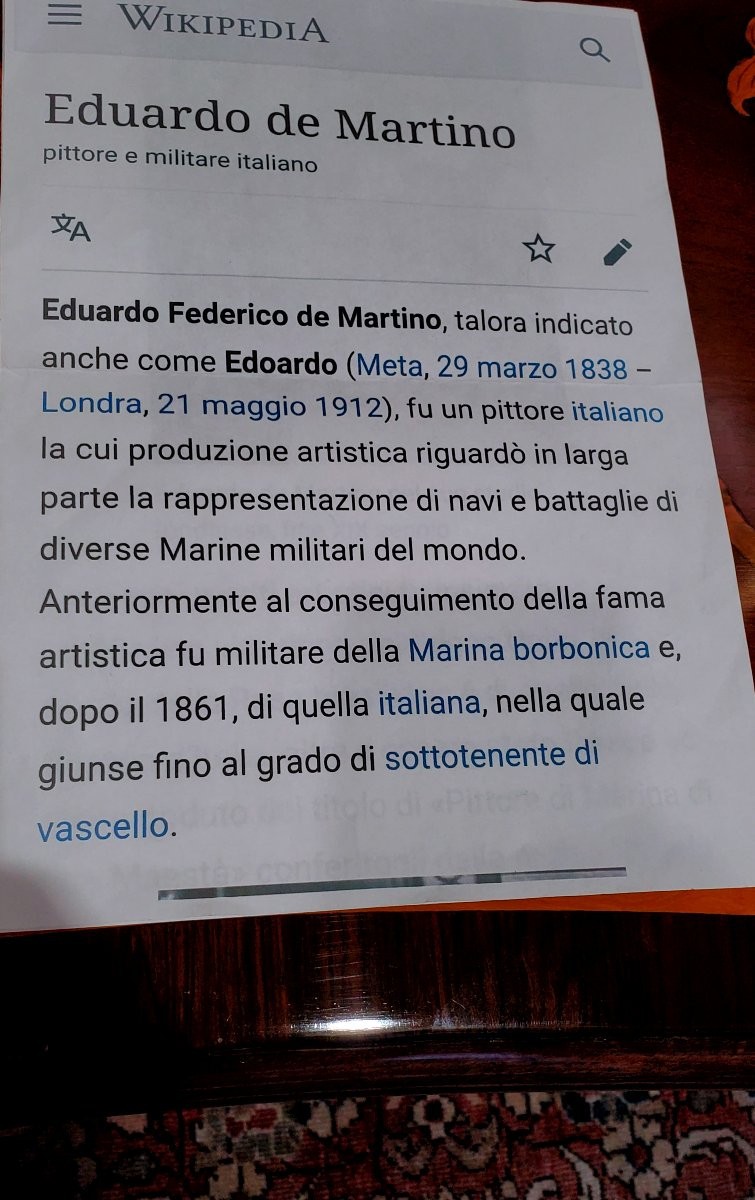 WIKIPEDIA
Eduardo de Martino
pittore e militare italiano
Eduardo Federico de Martino, talora indicato
anche come Edoardo (Meta, 29 marzo 1838 –
Londra, 21 maggio 1912), fu un pittore italiano
la cui produzione artistica riguardò in larga
parte la rappresentazione di navi e battaglie di
diverse Marine militari del mondo.
Anteriormente al conseguimento della fama
artistica fu militare della Marina borbonica e,
dopo il 1861, di quella italiana, nella quale
giunse fino al grado di sottotenente di
vascello.